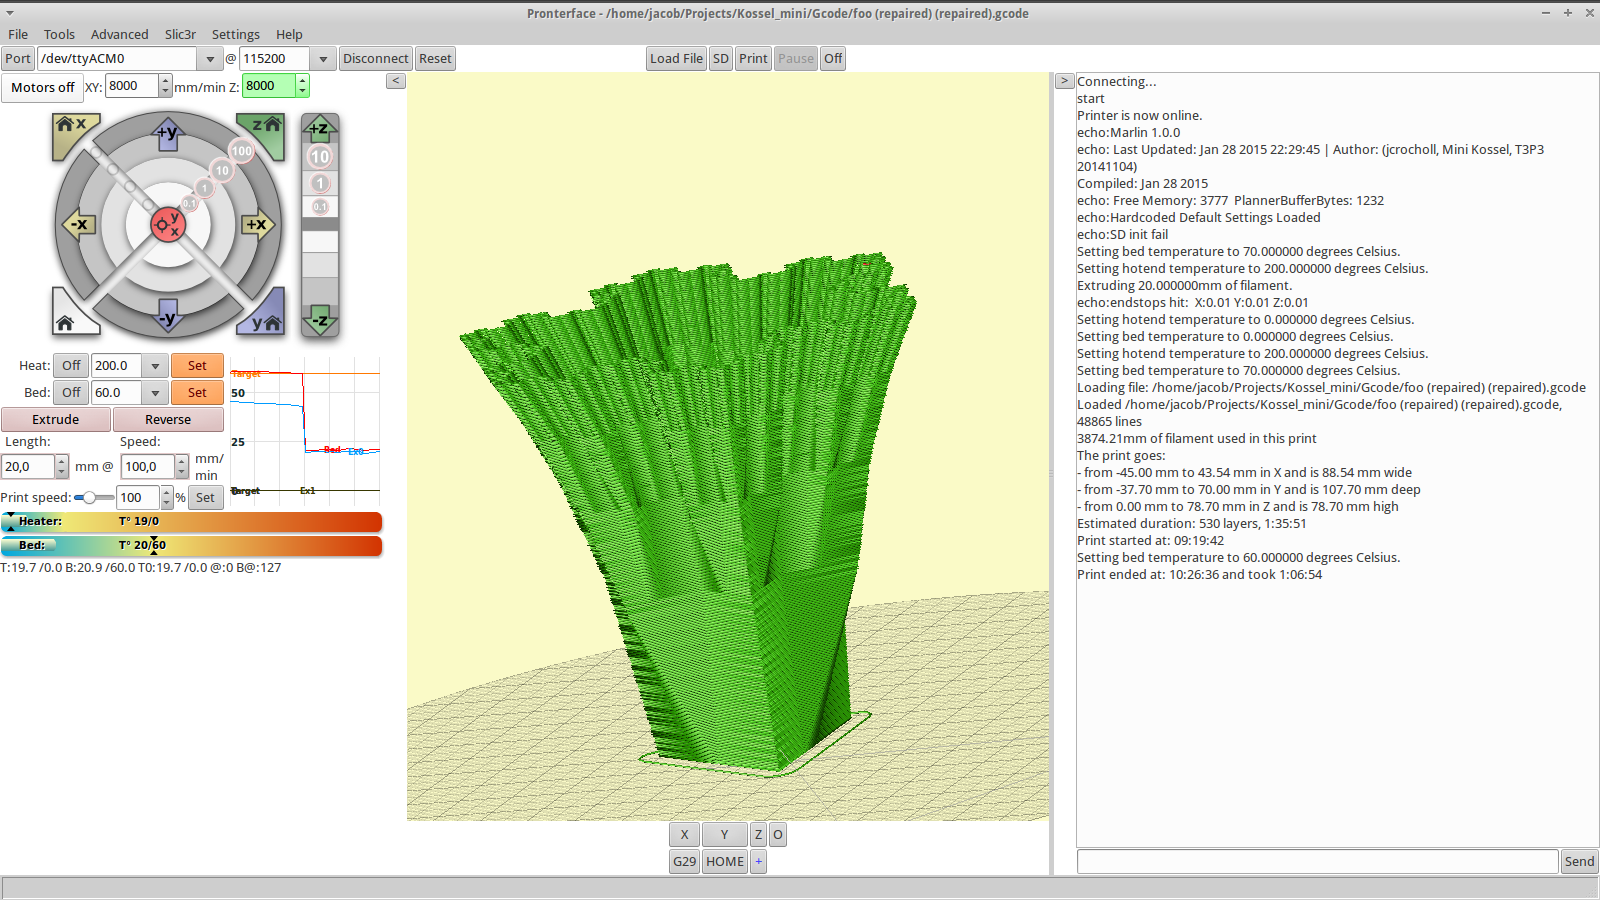 Pronterface - /home/jacob/Projects/Kossel_mini/Gcode/foo (repaired) (repaired).gcode
File Tools Advanced Slic3r Settings Help
Port /dev/ttyACM0 @ 115200 Disconnect Reset Load File SD Print Pause Off
Motors off XY: 8000 mm/min Z: 8000 < >
x +y z +z
100 10
10 1
1 0.1
0.1
-x y x +x
-y y -z
Heat: Off 200.0 Set
Bed: Off 60.0 Set
Extrude Reverse
Length: Speed:
20,0 mm @ 100,0 mm/
min
Print speed: 100 % Set
Target
50
25
Bed Ex0
Target Ex1
Heater: T° 19/0
Bed: T° 20/60
T:19.7 /0.0 B:20.9 /60.0 T0:19.7 /0.0 @:0 B@:127
X Y Z O
G29 HOME +
Connecting...
start
Printer is now online.
echo:Marlin 1.0.0
echo: Last Updated: Jan 28 2015 22:29:45 | Author: (jcrocholl, Mini Kossel, T3P3
20141104)
Compiled: Jan 28 2015
echo: Free Memory: 3777  PlannerBufferBytes: 1232
echo:Hardcoded Default Settings Loaded
echo:SD init fail
Setting bed temperature to 70.000000 degrees Celsius.
Setting hotend temperature to 200.000000 degrees Celsius.
Extruding 20.000000mm of filament.
echo:endstops hit:  X:0.01 Y:0.01 Z:0.01
Setting hotend temperature to 0.000000 degrees Celsius.
Setting bed temperature to 0.000000 degrees Celsius.
Setting hotend temperature to 200.000000 degrees Celsius.
Setting bed temperature to 70.000000 degrees Celsius.
Loading file: /home/jacob/Projects/Kossel_mini/Gcode/foo (repaired) (repaired).gcode
Loaded /home/jacob/Projects/Kossel_mini/Gcode/foo (repaired) (repaired).gcode,
48865 lines
3874.21mm of filament used in this print
The print goes:
- from -45.00 mm to 43.54 mm in X and is 88.54 mm wide
- from -37.70 mm to 70.00 mm in Y and is 107.70 mm deep
- from 0.00 mm to 78.70 mm in Z and is 78.70 mm high
Estimated duration: 530 layers, 1:35:51
Print started at: 09:19:42
Setting bed temperature to 60.000000 degrees Celsius.
Print ended at: 10:26:36 and took 1:06:54
Send